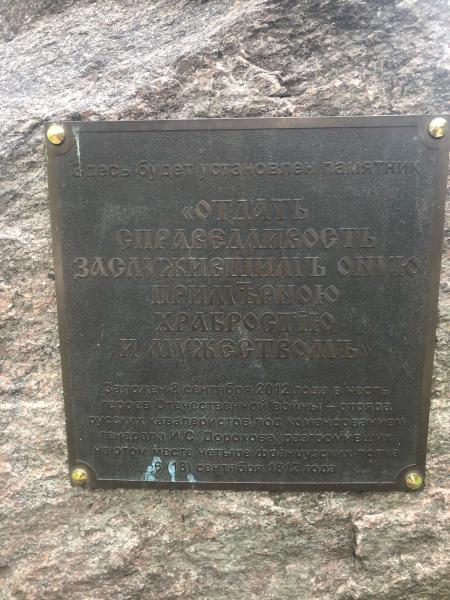 Здесь будет установлен памятник
«ОТДАТЬ
СПРАВЕДЛИВОСТЬ
ЗАСЛУЖИВШИМЪ ОНУЮ
ПРИМѢРНОЮ
ХРАБРОСТІЮ
И МУЖЕСТВОМЪ»
Заложен 8 сентября 2012 года в честь
героев Отечественной войны – отряда
русских кавалеристов под командованием
генерала И.С. Дорохова, разгромивших
на этом месте четыре французских полка
6 (18) сентября 1812 года